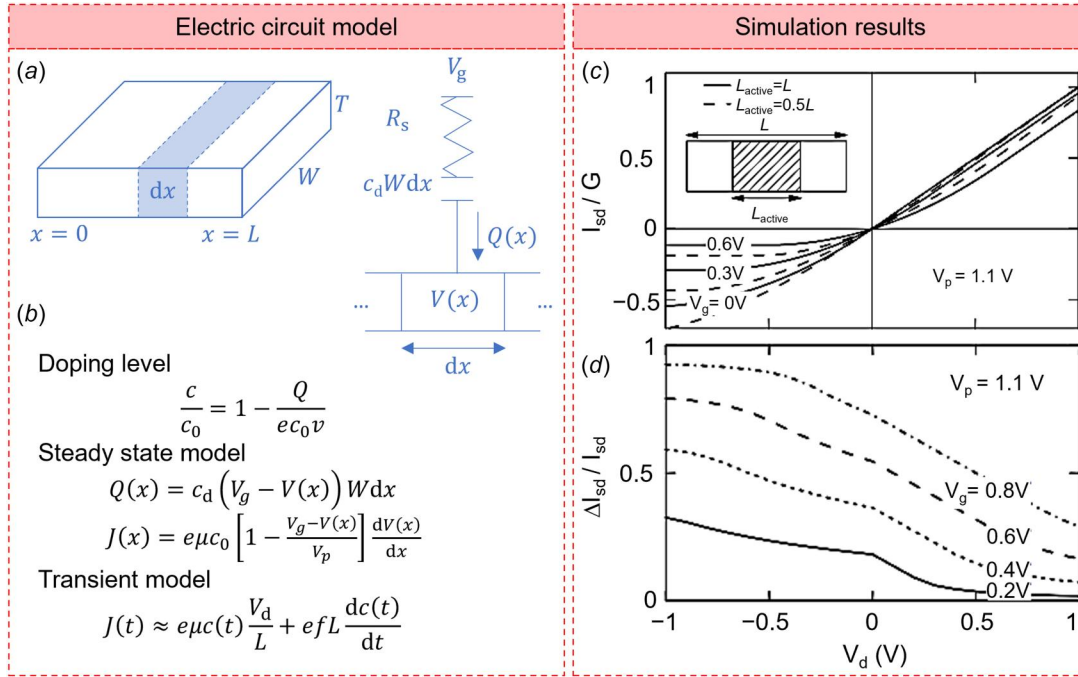 Electric circuit model
(a)
T
W
dx
x = 0
x = L
V_g
R_s
c_d W dx
Q(x)
... V(x) ...
dx
(b)
Doping level
c/c_0 = 1 − Q/(ec_0v)
Steady state model
Q(x) = c_d (V_g − V(x)) W dx
J(x) = eμc_0 [1 − (V_g−V(x))/V_p] dV(x)/dx
Transient model
J(t) ≈ eμc(t) V_d/L + efL dc(t)/dt
Simulation results
(c)
I_sd / G
1
0.5
0
−0.5
L_active=L
L_active=0.5L
L
L_active
0.6V
0.3V
V_g= 0V
V_p = 1.1 V
(d)
ΔI_sd / I_sd
1
0.5
0
V_p = 1.1 V
V_g= 0.8V
0.6V
0.4V
0.2V
−1 −0.5 0 0.5 1
V_d (V)